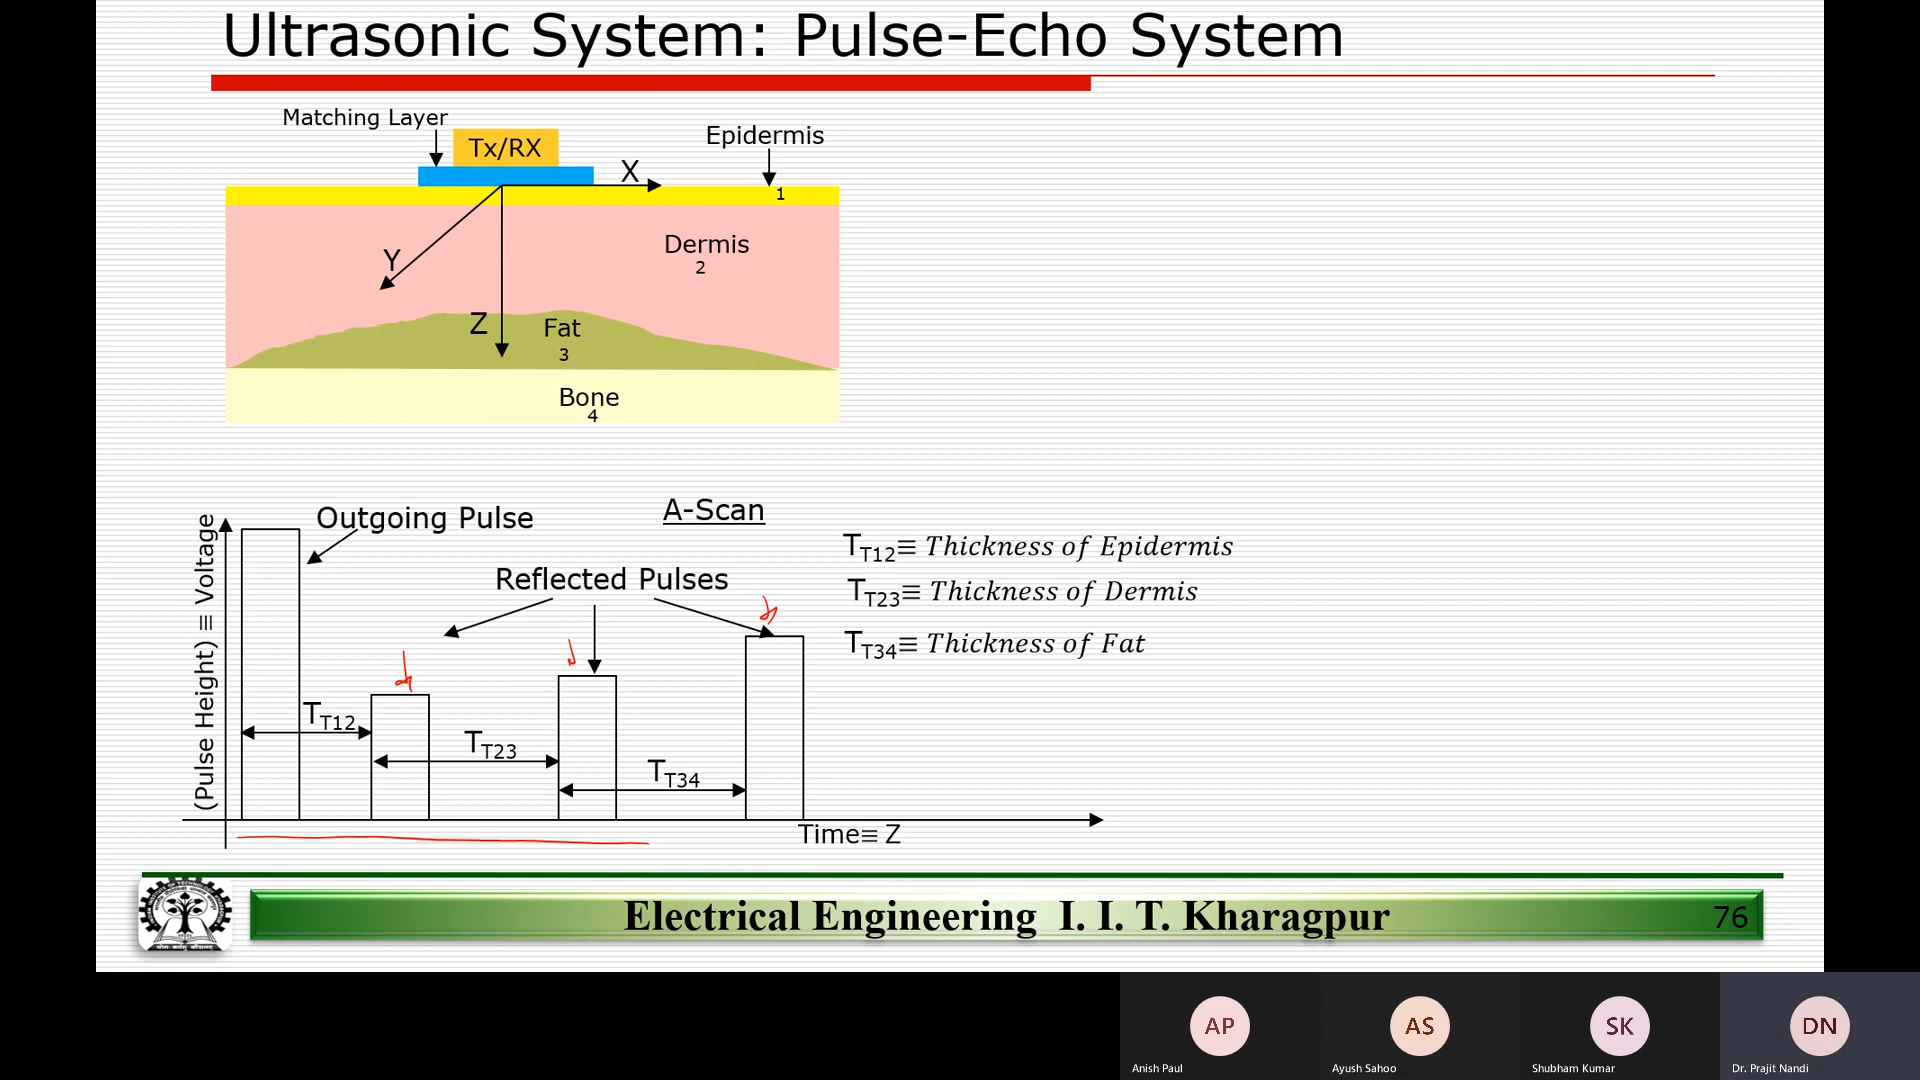 Ultrasonic System: Pulse-Echo System
Matching Layer
Tx/RX
Epidermis
X
1
Dermis
2
Y
Z
Fat
3
Bone
4
A-Scan
Outgoing Pulse
(Pulse Height) ≡ Voltage
Reflected Pulses
T_T12≡ Thickness of Epidermis
T_T23≡ Thickness of Dermis
T_T34≡ Thickness of Fat
T_T12
T_T23
T_T34
Time≡ Z
Electrical Engineering I. I. T. Kharagpur
76
AP
AS
SK
DN
Anish Paul
Ayush Sahoo
Shubham Kumar
Dr. Prajit Nandi